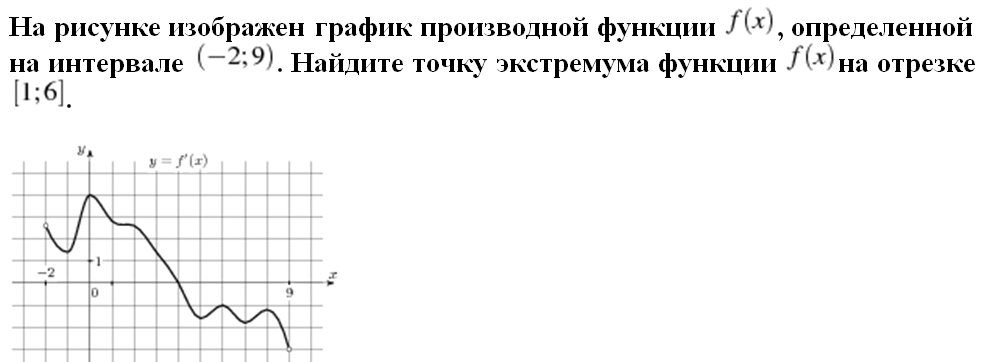 На рисунке изображен график производной функции f(x), определенной
на интервале (−2;9). Найдите точку экстремума функции f(x) на отрезке
[1;6].
y
y = f′(x)
1
−2
0
9
x